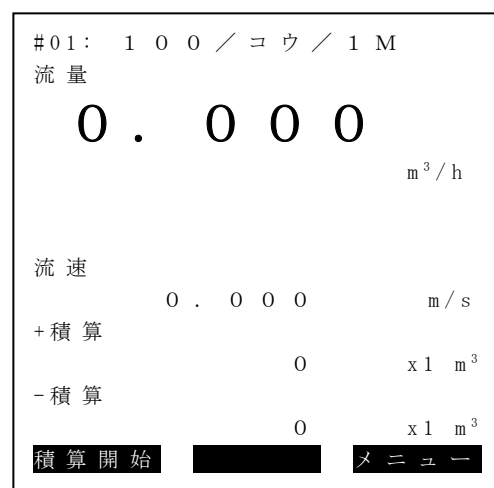 #01: 100/コウ/1M
流量
0.000
m³/h
流速
0.000 m/s
+積算
0 x1 m³
-積算
0 x1 m³
積算開始 メニュー